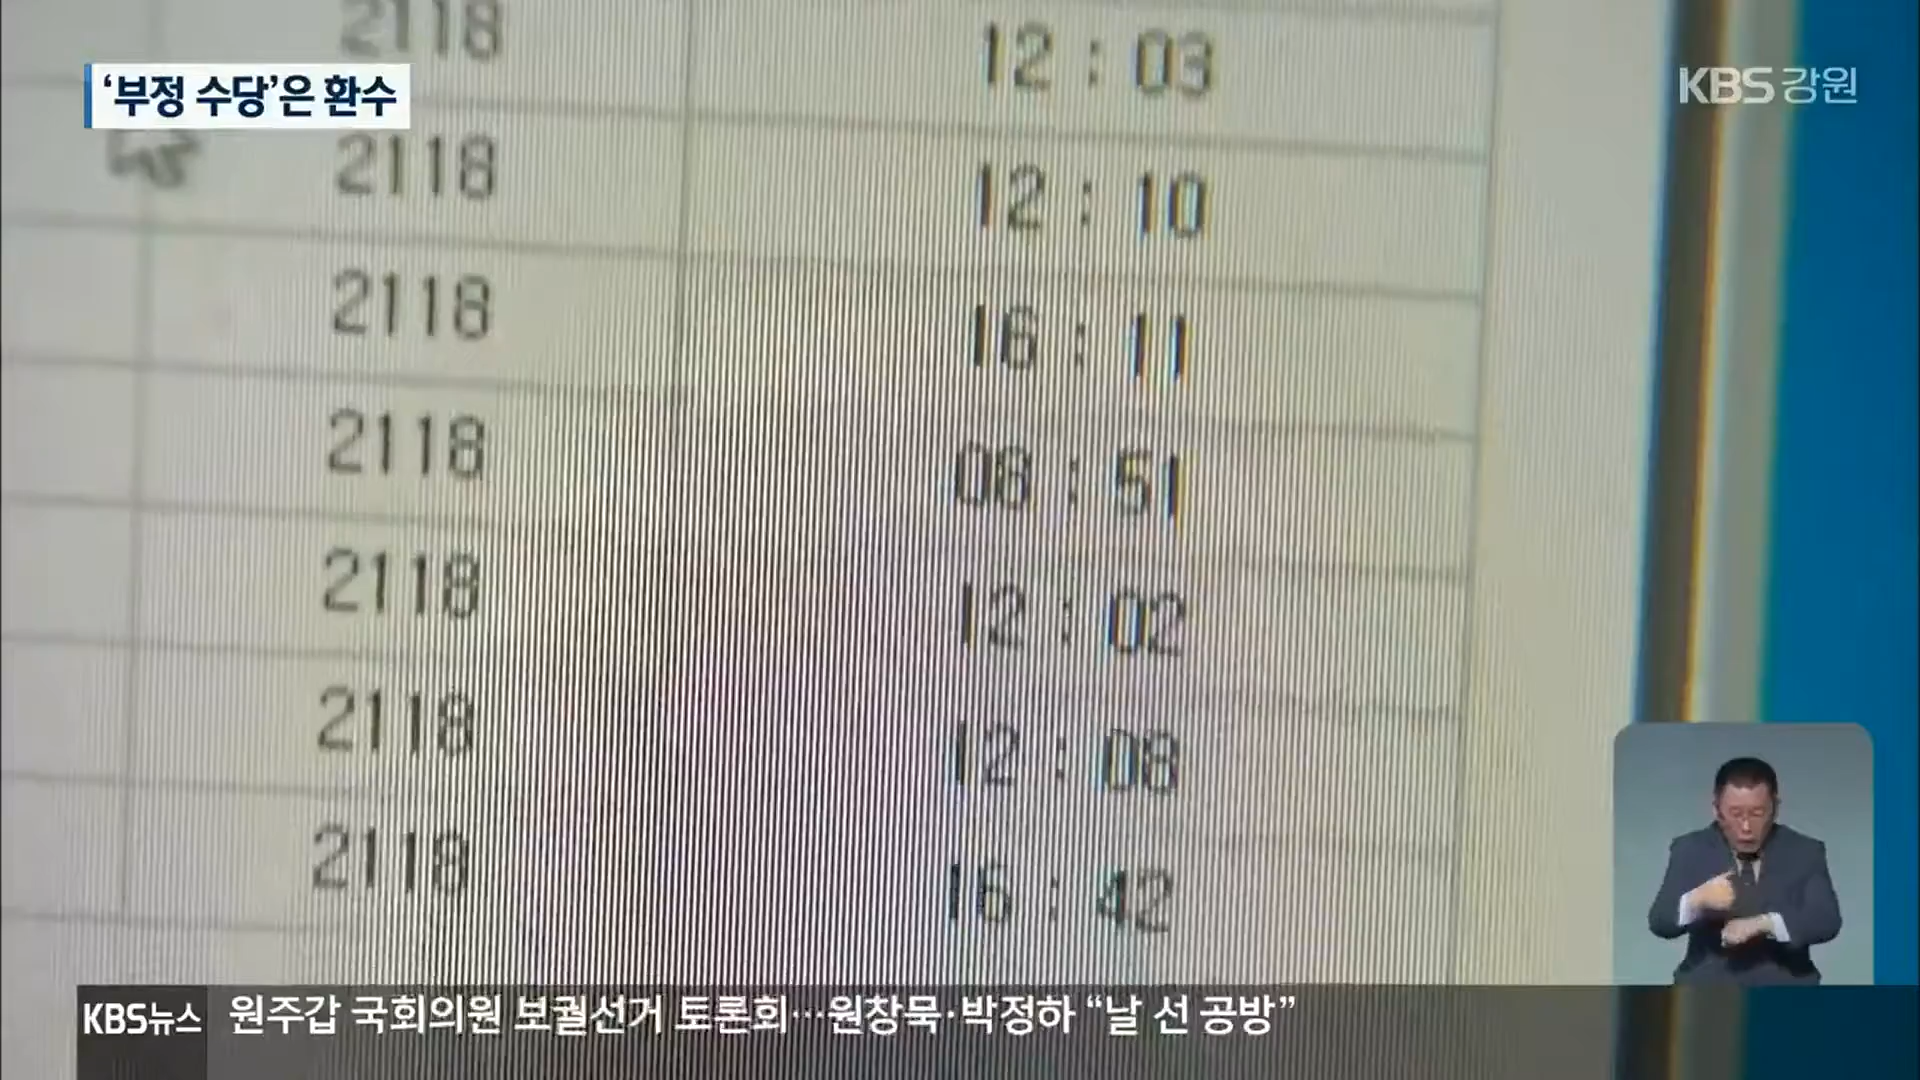 2118 12 : 03
‘부정 수당’은 환수
KBS 강원
2118 12 : 10
2118 16 : 11
2118 08 : 51
2118 12 : 02
2118 12 : 08
2118 16 : 42
KBS뉴스 원주갑 국회의원 보궐선거 토론회…원창묵·박정하 “날 선 공방”